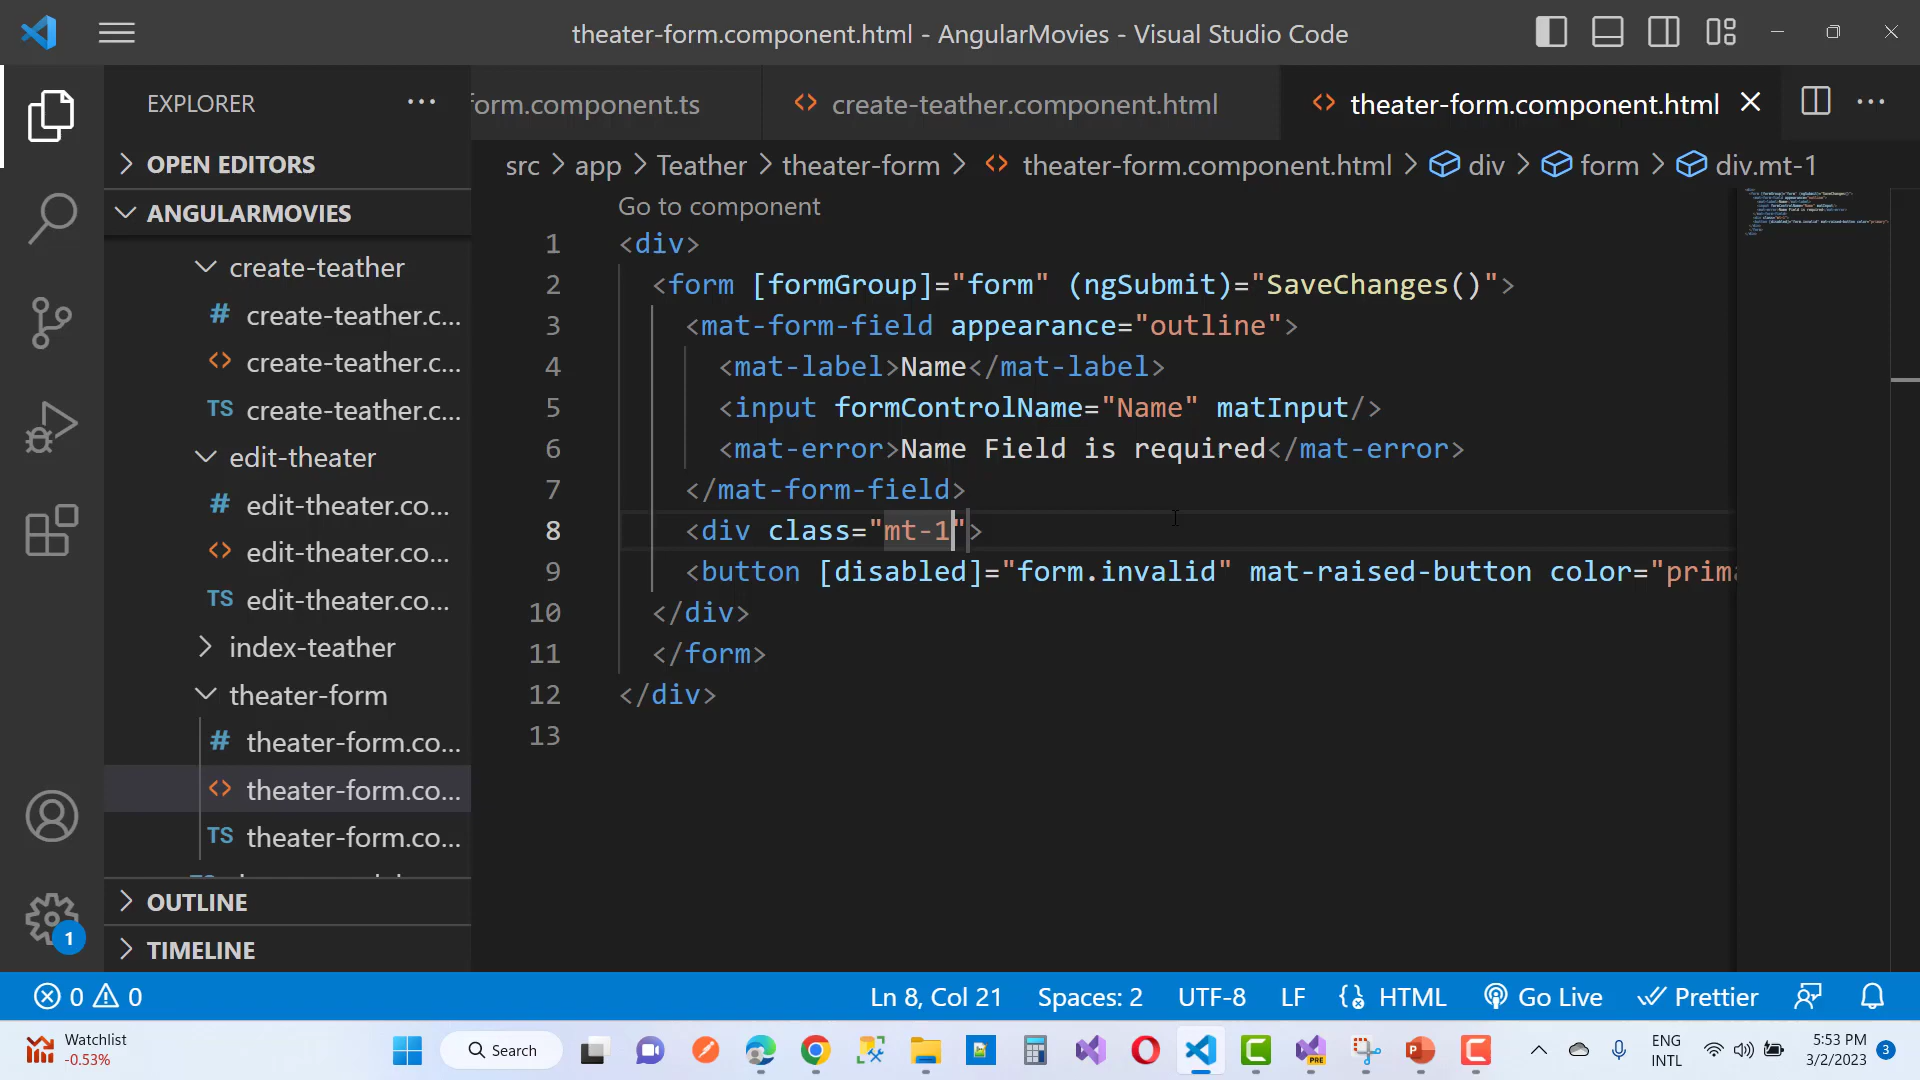 theater-form.component.html - AngularMovies - Visual Studio Code
EXPLORER
form.component.ts
create-teather.component.html
theater-form.component.html
OPEN EDITORS
src > app > Teather > theater-form > theater-form.component.html > div > form > div.mt-1
ANGULARMOVIES
create-teather
create-teather.c...
create-teather.c...
TS create-teather.c...
edit-theater
edit-theater.co...
edit-theater.co...
TS edit-theater.co...
index-teather
theater-form
theater-form.co...
theater-form.co...
TS theater-form.co...
OUTLINE
TIMELINE
Go to component
1 <div>
2 <form [formGroup]="form" (ngSubmit)="SaveChanges()">
3 <mat-form-field appearance="outline">
4 <mat-label>Name</mat-label>
5 <input formControlName="Name" matInput/>
6 <mat-error>Name Field is required</mat-error>
7 </mat-form-field>
8 <div class="mt-1">
9 <button [disabled]="form.invalid" mat-raised-button color="prima
10 </div>
11 </form>
12 </div>
13
1
0 0
Ln 8, Col 21
Spaces: 2
UTF-8
LF
HTML
Go Live
Prettier
Watchlist
-0.53%
Search
ENG
INTL
5:53 PM
3/2/2023
3